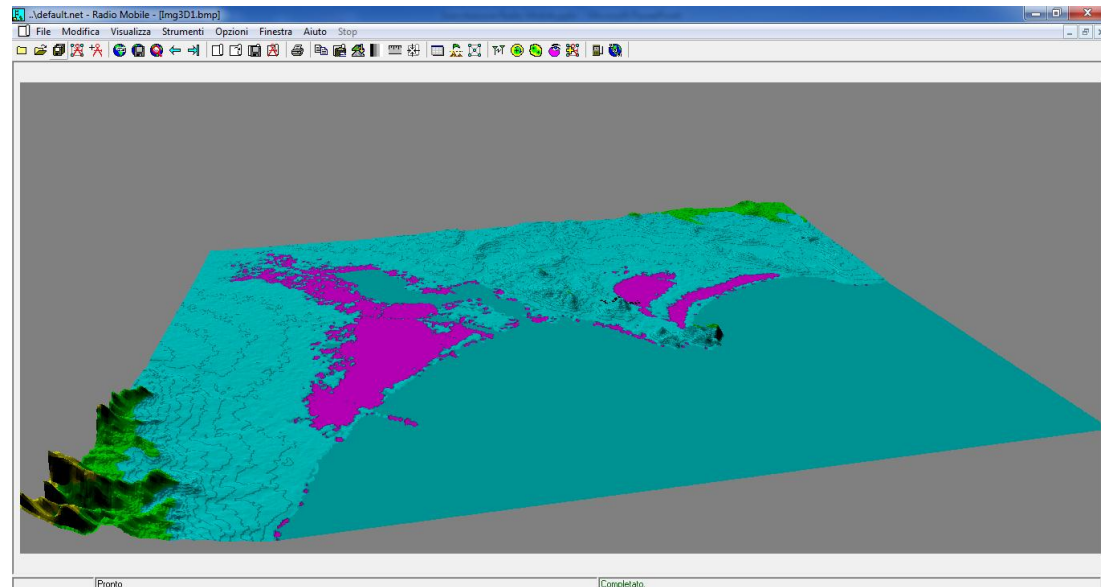 ..\default.net - Radio Mobile - [Img3D1.bmp]
File Modifica Visualizza Strumenti Opzioni Finestra Aiuto Stop
Pronto Completato.